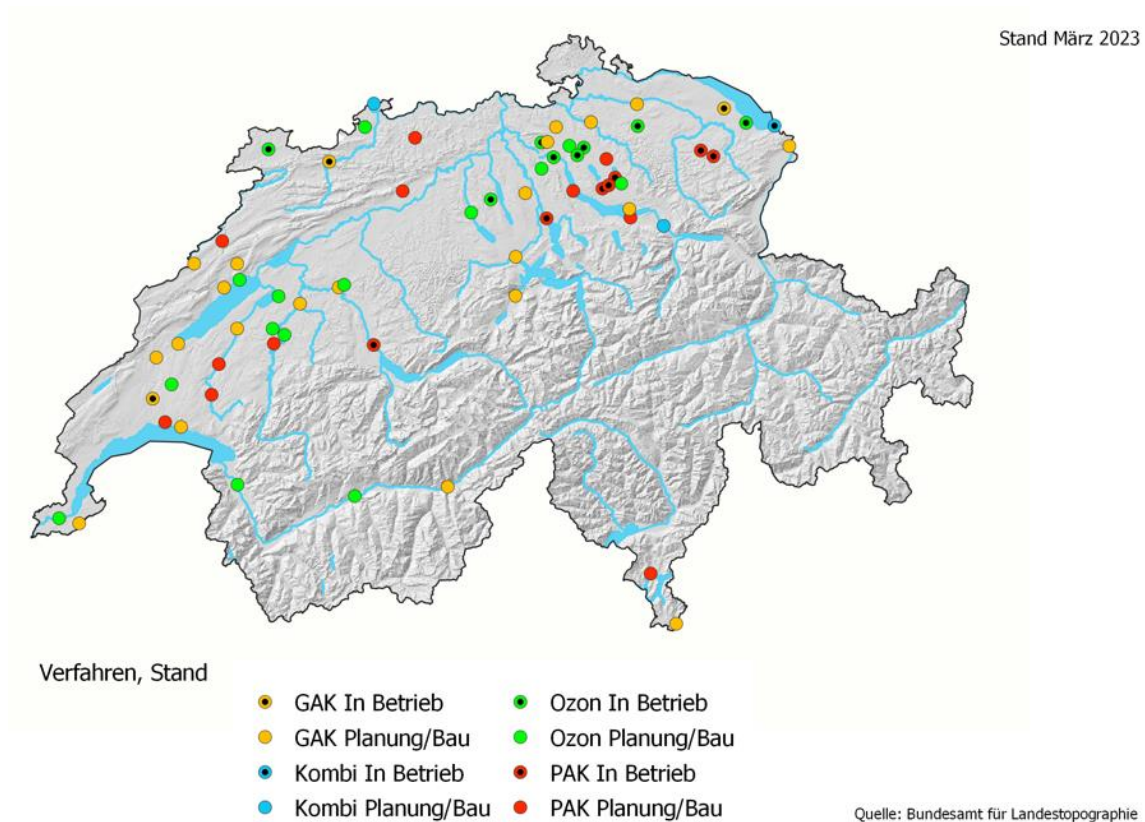 Stand März 2023
Verfahren, Stand
GAK In Betrieb
GAK Planung/Bau
Kombi In Betrieb
Kombi Planung/Bau
Ozon In Betrieb
Ozon Planung/Bau
PAK In Betrieb
PAK Planung/Bau
Quelle: Bundesamt für Landestopographie